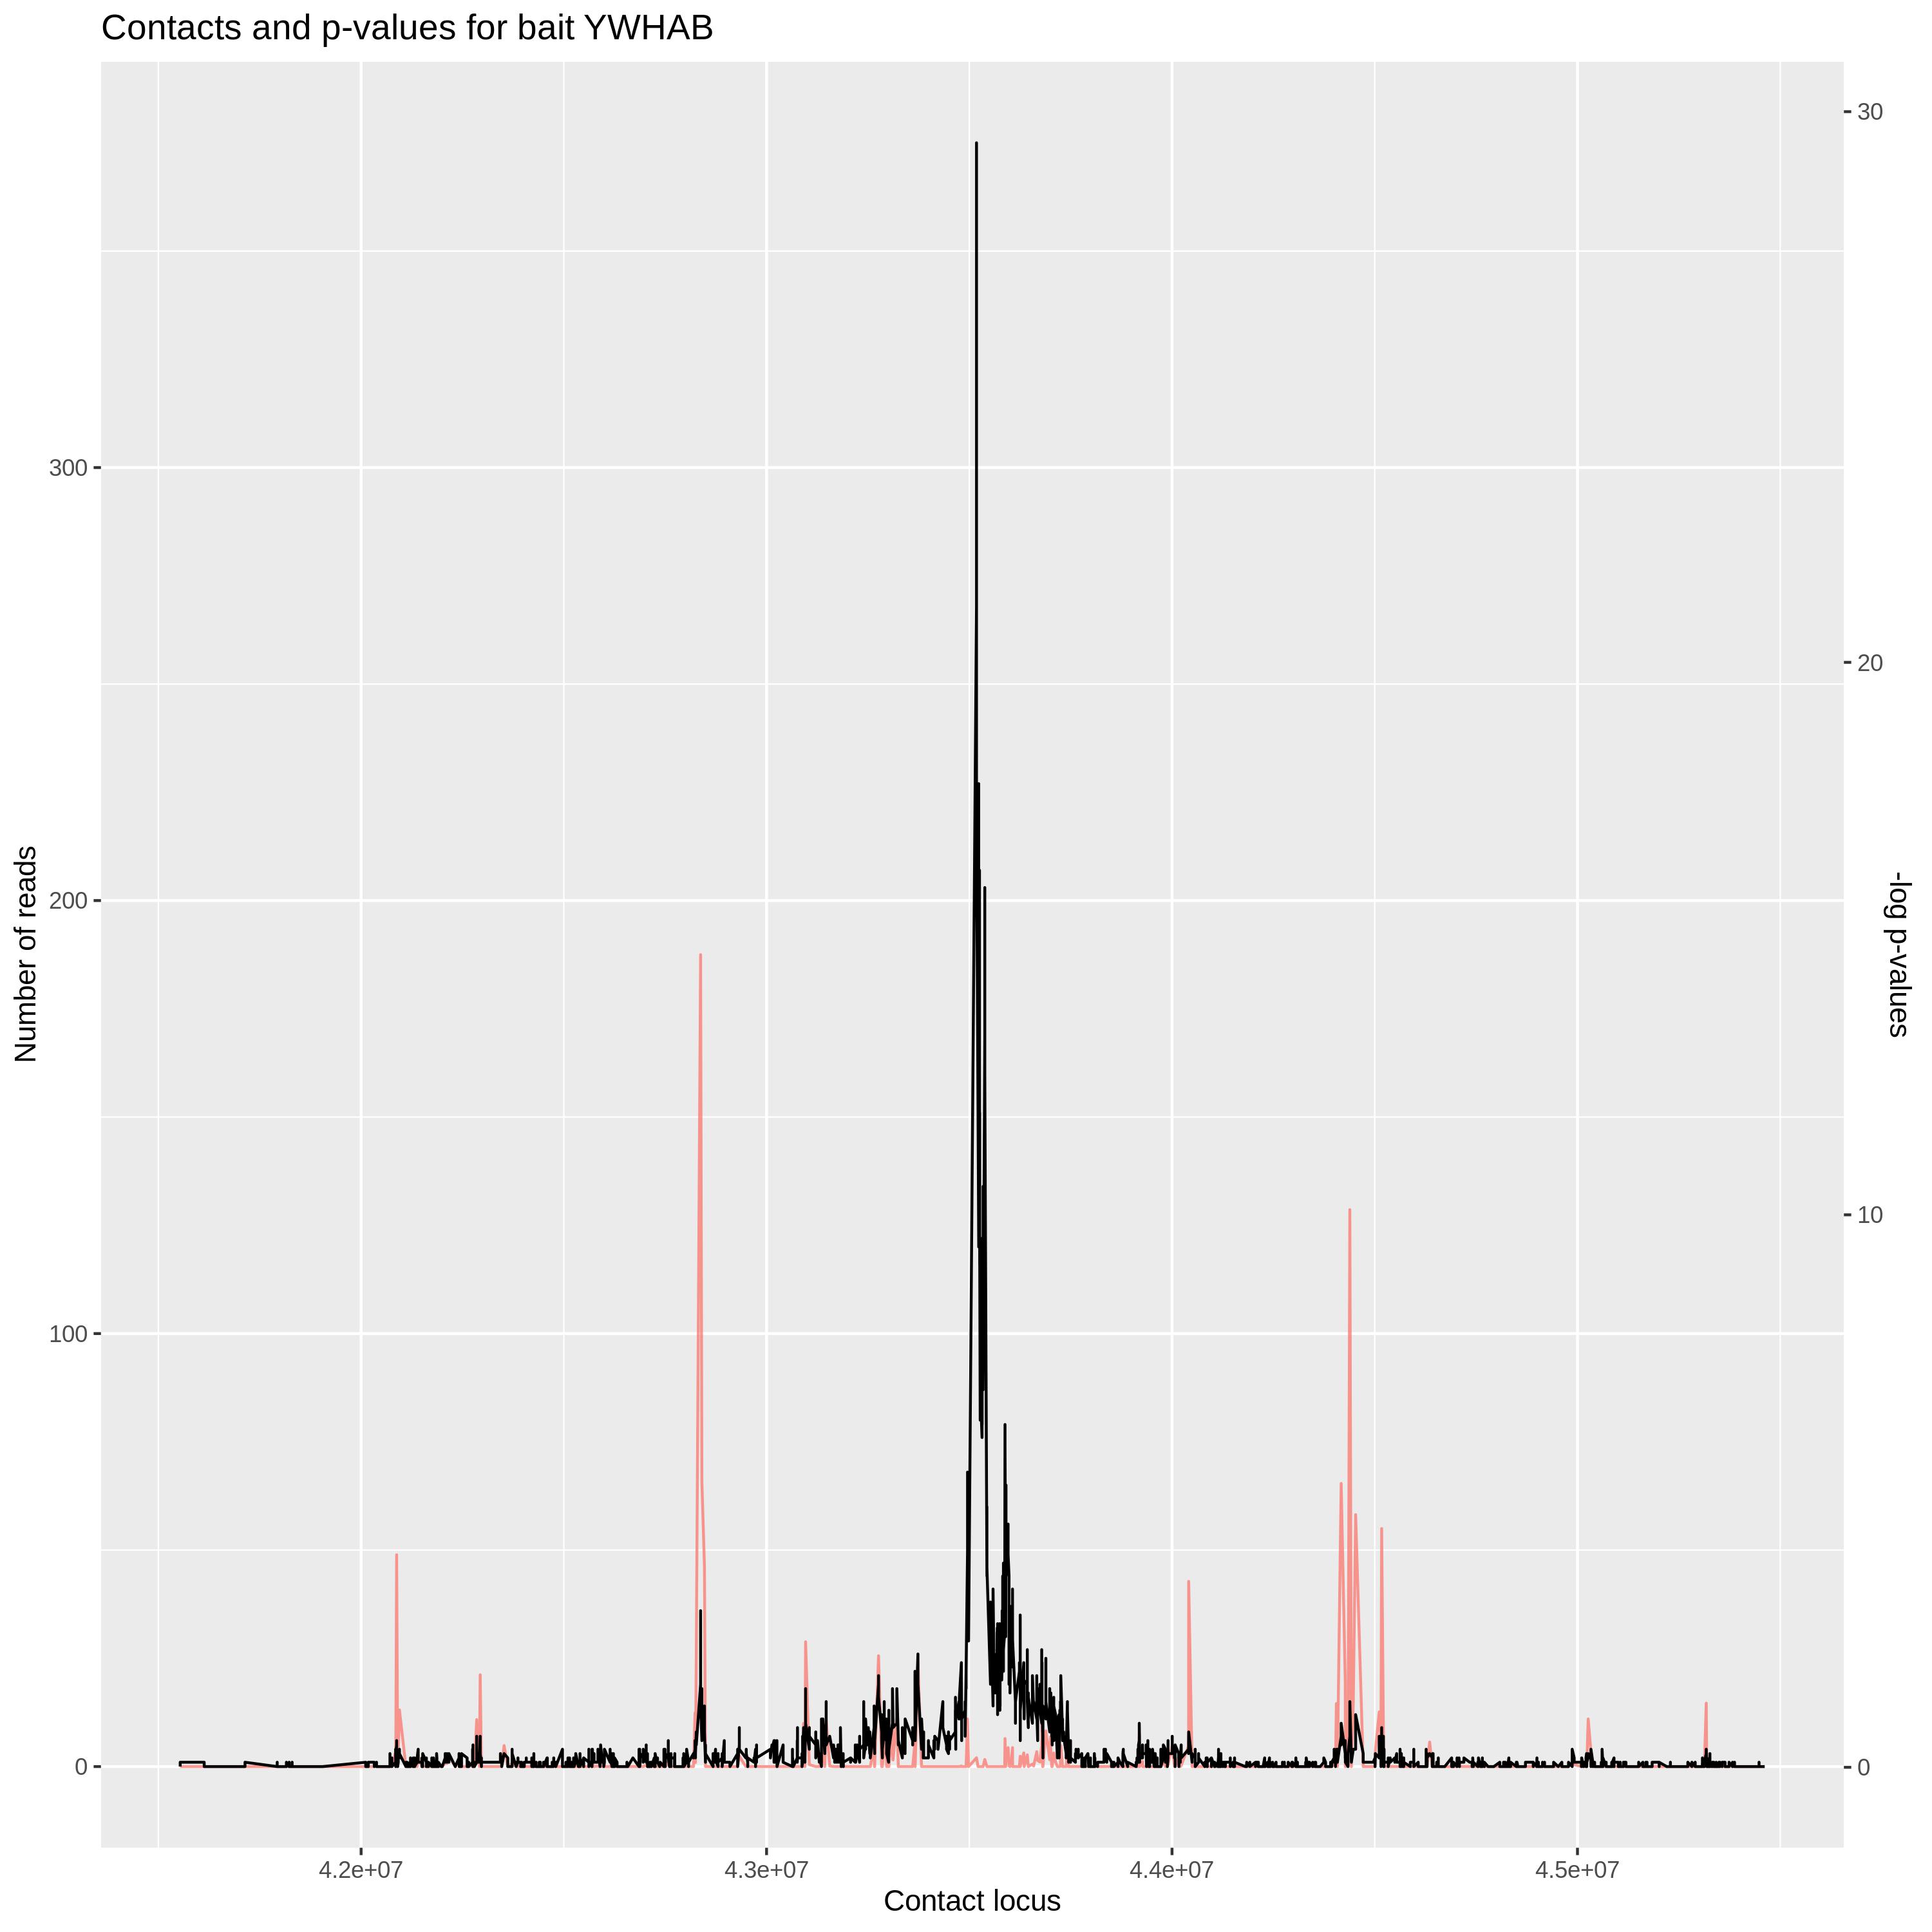 Contacts and p-values for bait YWHAB
Number of reads
300
200
100
0
30
20
10
0
-log p-values
4.2e+07
4.3e+07
4.4e+07
4.5e+07
Contact locus